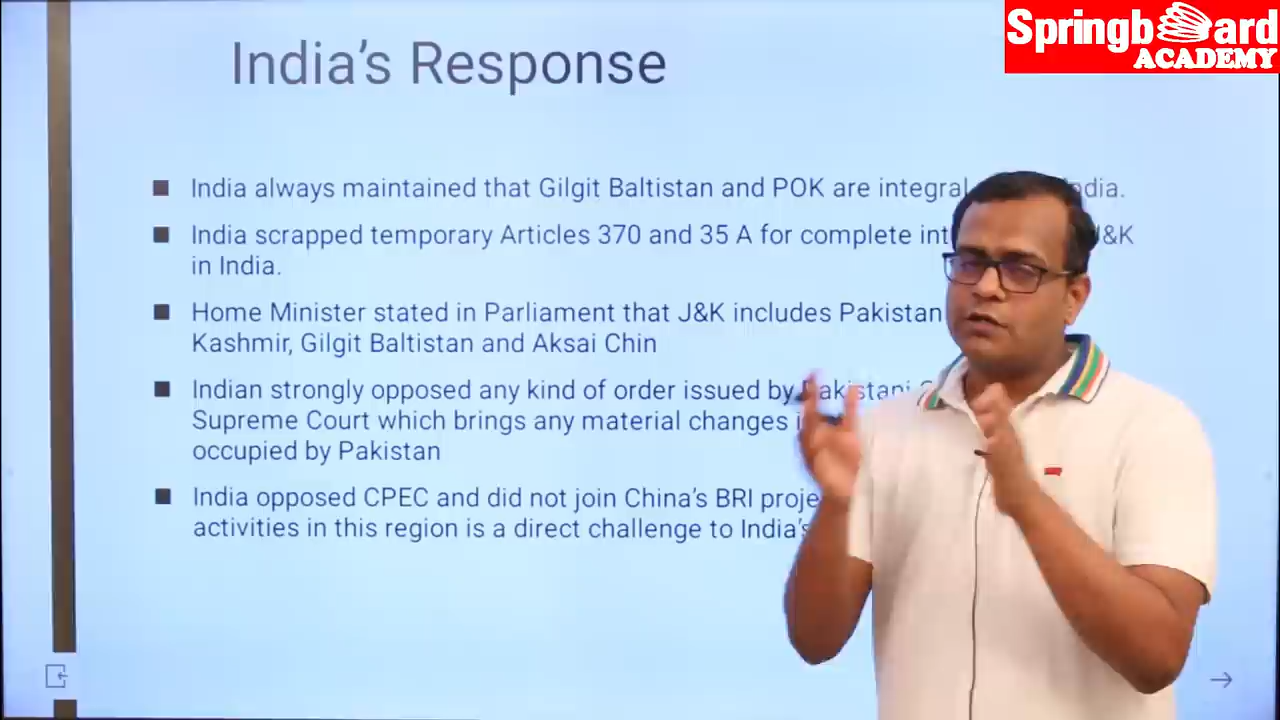 Springboard
ACADEMY
India's Response
■ India always maintained that Gilgit Baltistan and POK are integral India.
■ India scrapped temporary Articles 370 and 35 A for complete J&K
in India.
■ Home Minister stated in Parliament that J&K includes Pakistan
Kashmir, Gilgit Baltistan and Aksai Chin
■ Indian strongly opposed any kind of order issued by Pakistani
Supreme Court which brings any material changes
occupied by Pakistan
■ India opposed CPEC and did not join China's BRI
activities in this region is a direct challenge to India's